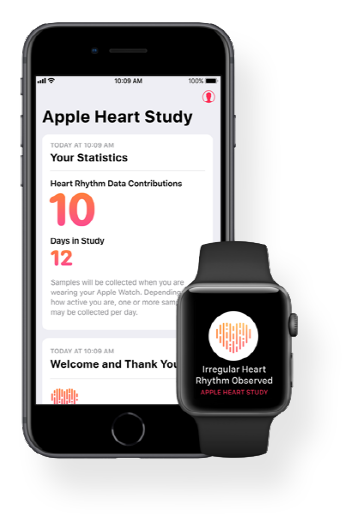 10:09 AM
100%
Apple Heart Study
TODAY AT 10:09 AM
Your Statistics
Heart Rhythm Data Contributions
10
Days in Study
12
Samples will be collected when you are
wearing your Apple Watch. Depending
how active you are, one or more
may be collected per day.
TODAY AT 10:09 AM
Welcome and Thank You
Irregular Heart
Rhythm Observed
APPLE HEART STUDY